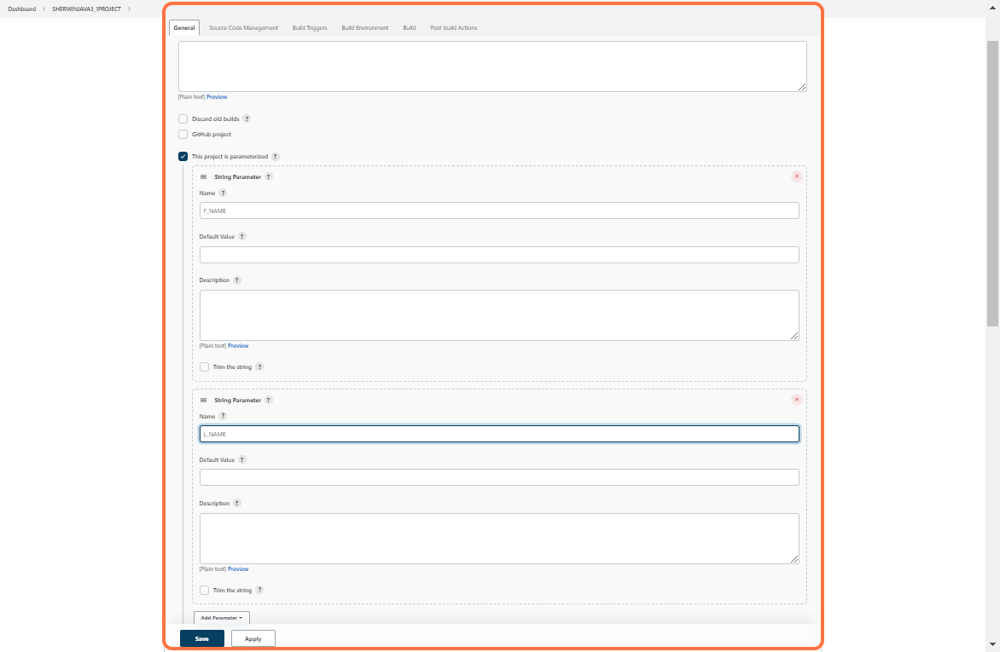 Dashboard > SHERWINJAVA3_1PROJECT >
General Source Code Management Build Triggers Build Environment Build Post-build Actions
[Plain text] Preview
Discard old builds ?
GitHub project
This project is parameterized ?
String Parameter ?
Name ?
F_NAME
Default Value ?
Description ?
[Plain text] Preview
Trim the string ?
String Parameter ?
Name ?
L_NAME
Default Value ?
Description ?
[Plain text] Preview
Trim the string ?
Add Parameter
Save Apply